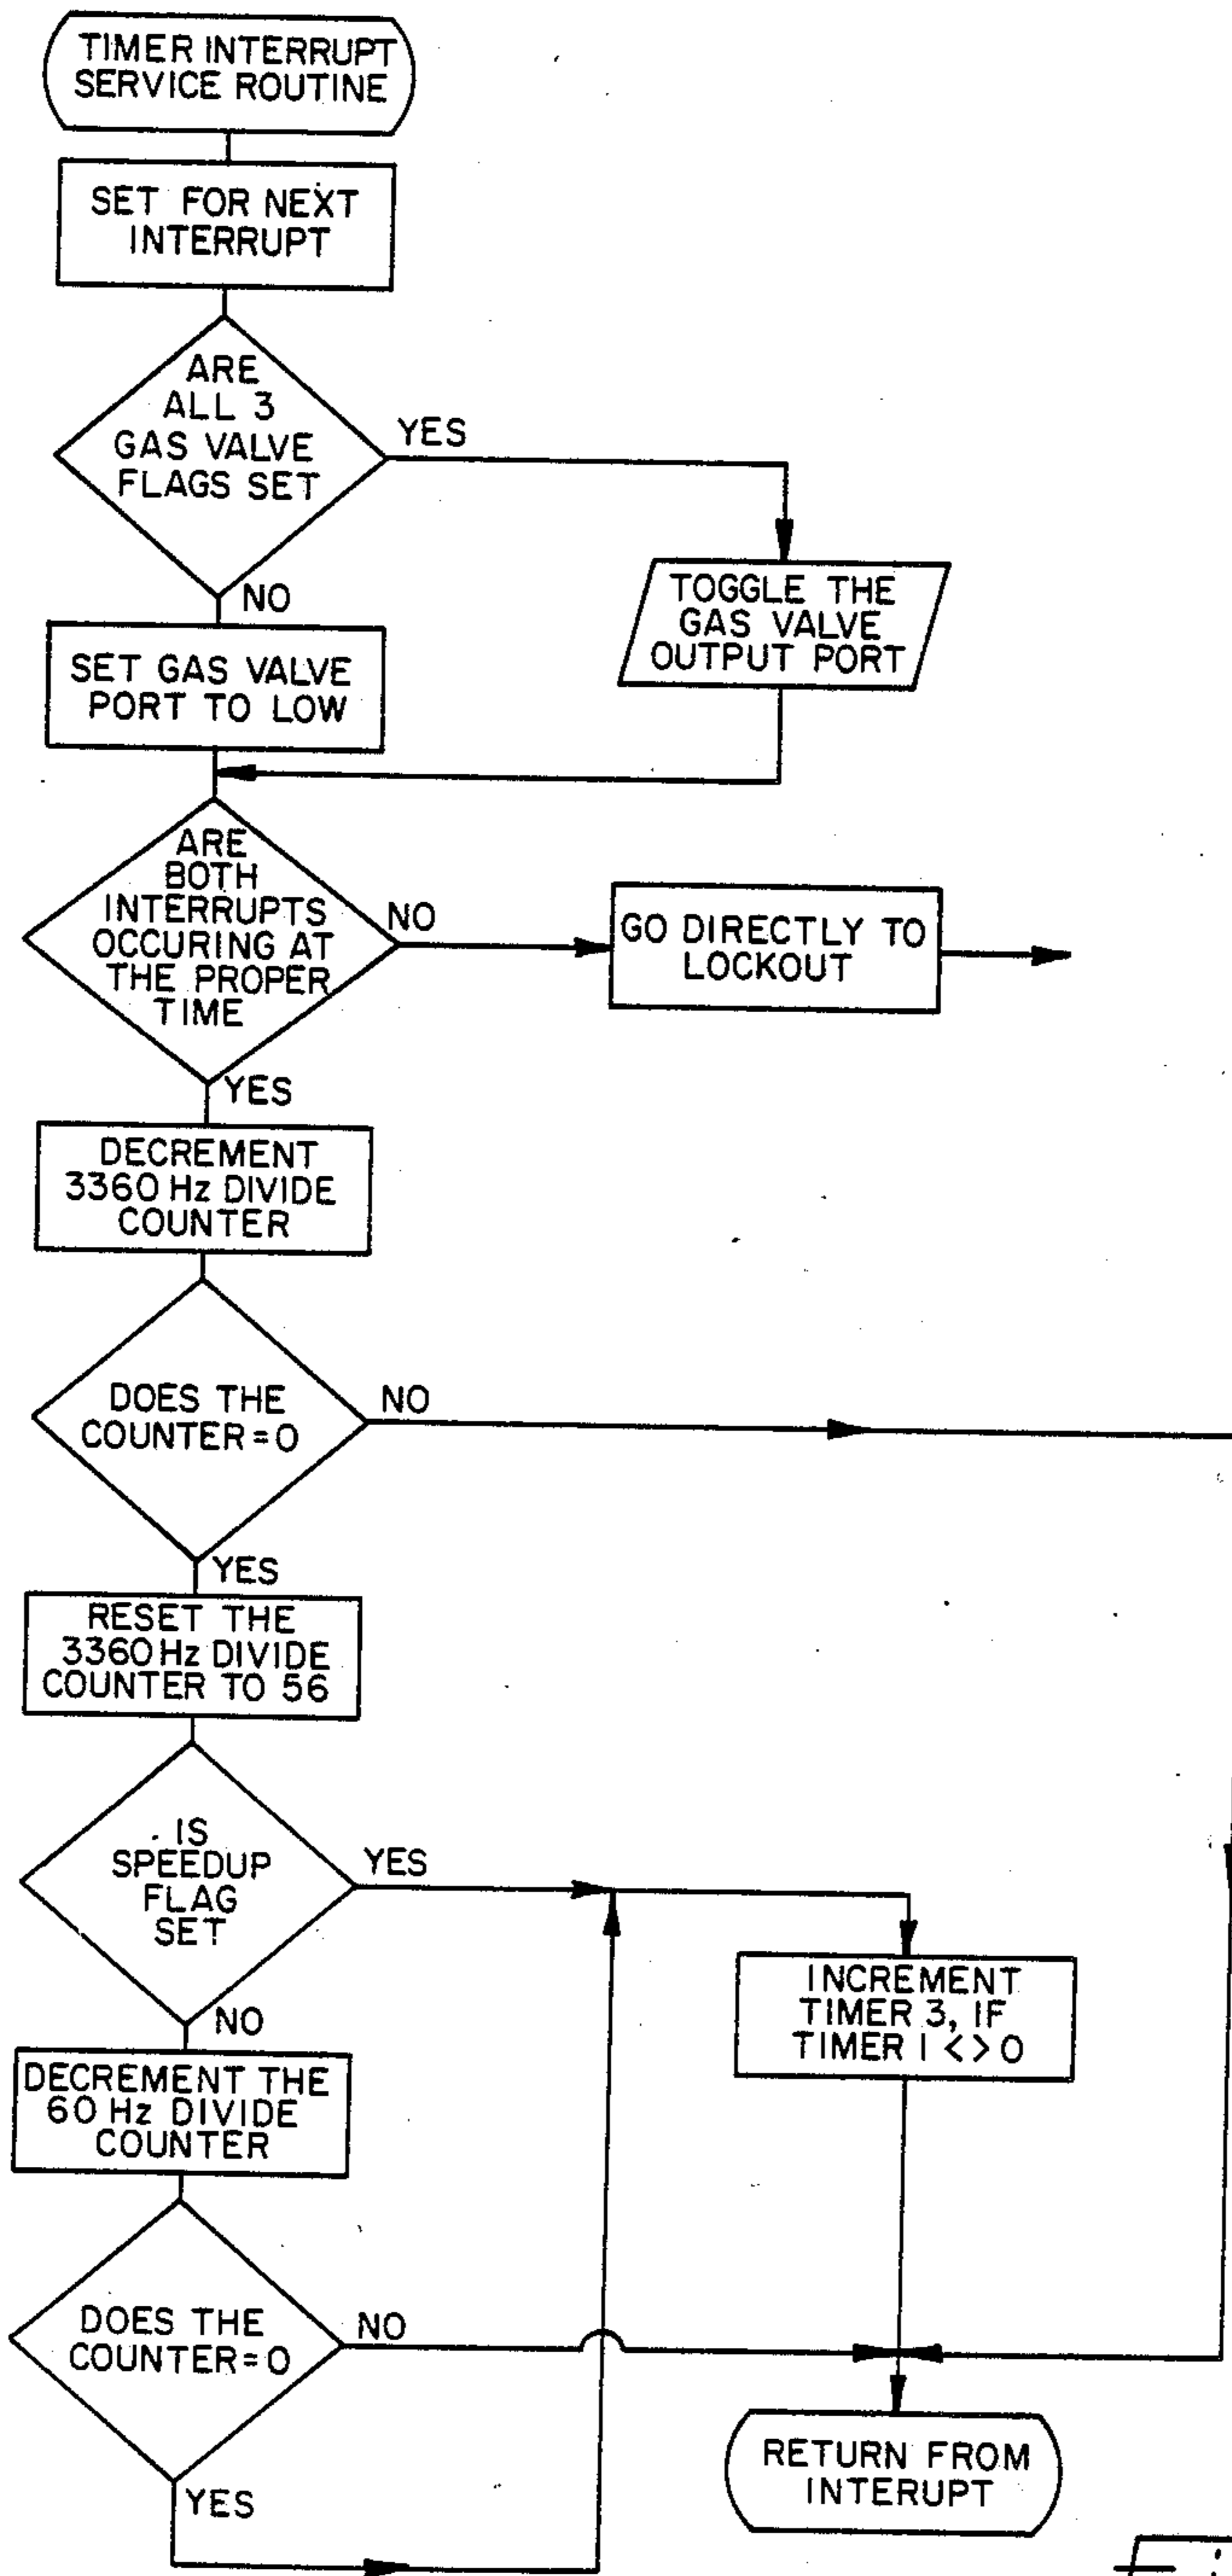 TIMER INTERRUPT
SERVICE ROUTINE
SET FOR NEXT
INTERRUPT
ARE
ALL 3
GAS VALVE
FLAGS SET
YES
NO
TOGGLE THE
GAS VALVE
OUTPUT PORT
SET GAS VALVE
PORT TO LOW
ARE
BOTH
INTERRUPTS
OCCURING AT
THE PROPER
TIME
NO
GO DIRECTLY TO
LOCKOUT
YES
DECREMENT
3360 Hz DIVIDE
COUNTER
DOES THE
COUNTER=0
NO
YES
RESET THE
3360 Hz DIVIDE
COUNTER TO 56
IS
SPEEDUP
FLAG
SET
YES
NO
INCREMENT
TIMER 3, IF
TIMER 1 <> 0
DECREMENT THE
60 Hz DIVIDE
COUNTER
DOES THE
COUNTER=0
NO
YES
RETURN FROM
INTERUPT